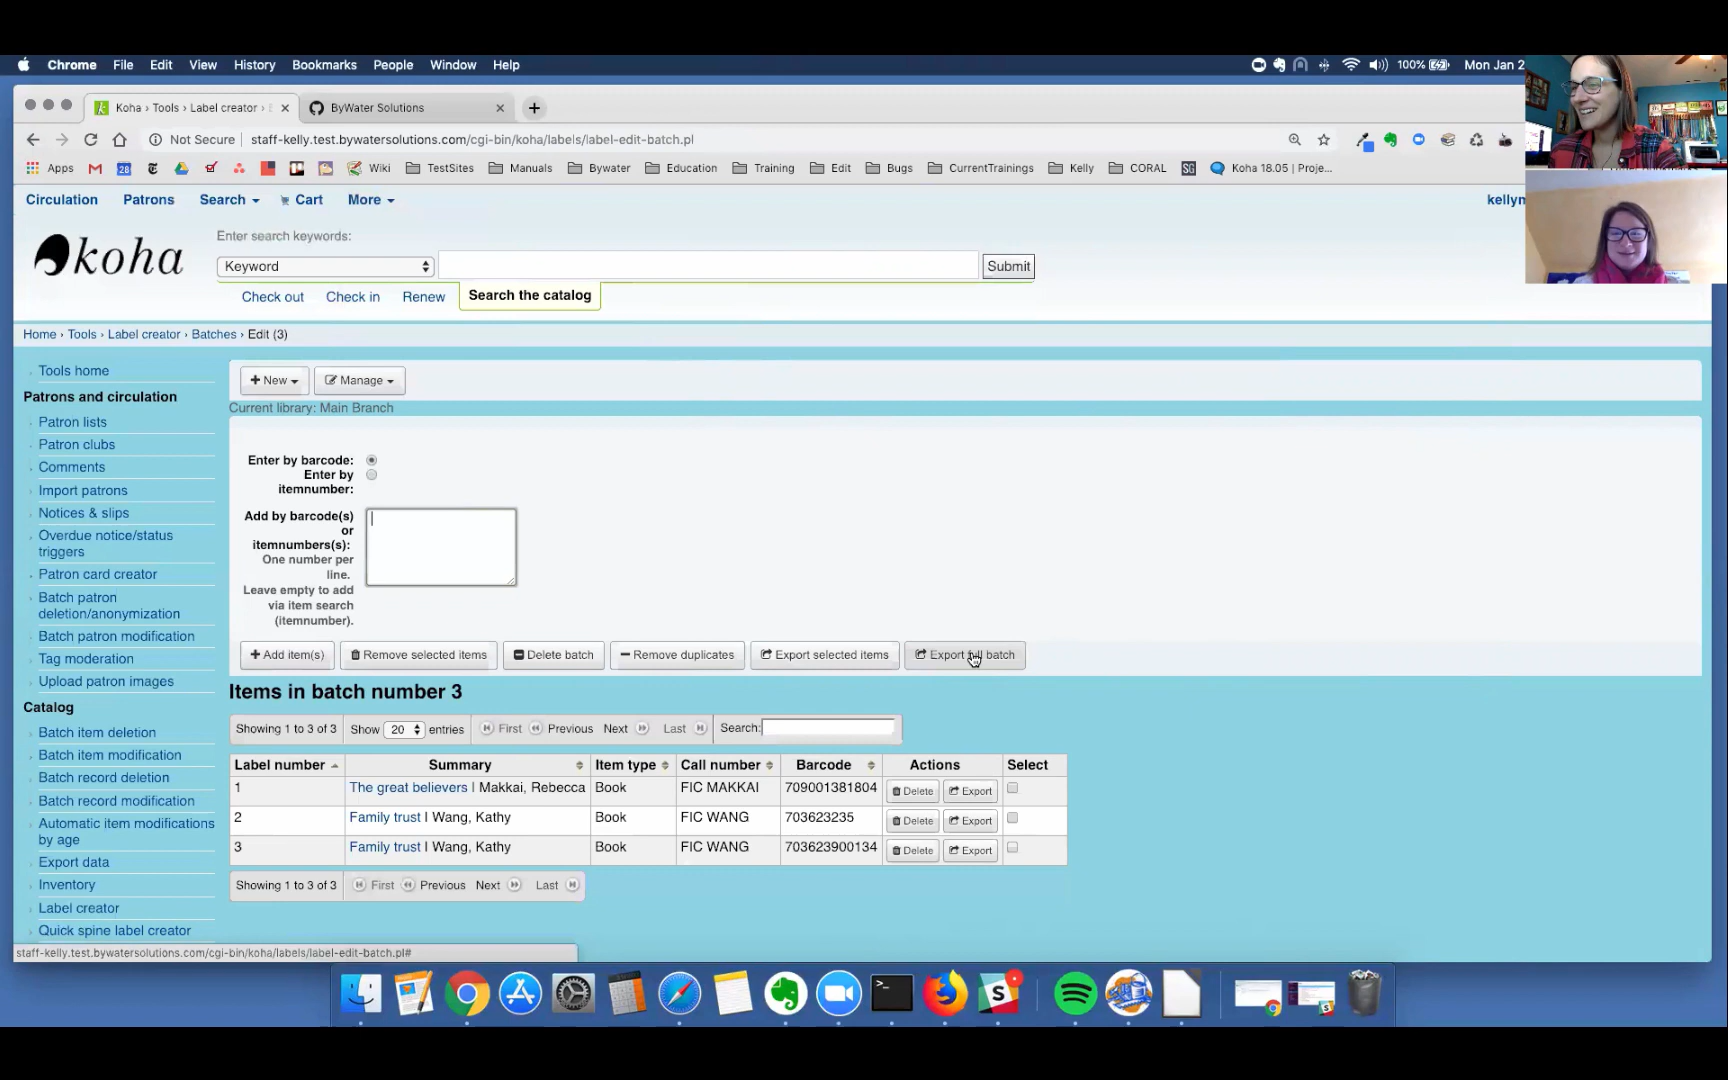 Chrome File Edit View History Bookmarks People Window Help 100% Mon Jan 2
Koha › Tools › Label creator › ByWater Solutions
Not Secure staff-kelly.test.bywatersolutions.com/cgi-bin/koha/labels/label-edit-batch.pl
Apps Wiki TestSites Manuals Bywater Education Training Edit Bugs CurrentTrainings Kelly CORAL SG Koha 18.05 | Proje...
Circulation Patrons Search Cart More kellyn
Enter search keywords:
koha Keyword Submit
Check out Check in Renew Search the catalog
Home › Tools › Label creator › Batches › Edit (3)
Tools home
Patrons and circulation
Patron lists
Patron clubs
Comments
Import patrons
Notices & slips
Overdue notice/status
triggers
Patron card creator
Batch patron
deletion/anonymization
Batch patron modification
Tag moderation
Upload patron images
Catalog
Batch item deletion
Batch item modification
Batch record deletion
Batch record modification
Automatic item modifications
by age
Export data
Inventory
Label creator
Quick spine label creator
+ New Manage
Current library: Main Branch
Enter by barcode:
Enter by
itemnumber:
Add by barcode(s)
or
itemnumbers(s):
One number per
line.
Leave empty to add
via item search
(itemnumber).
+ Add item(s) Remove selected items Delete batch Remove duplicates Export selected items Export full batch
Items in batch number 3
Showing 1 to 3 of 3 Show 20 entries First Previous Next Last Search:
Label number Summary Item type Call number Barcode Actions Select
1 The great believers | Makkai, Rebecca Book FIC MAKKAI 709001381804 Delete Export
2 Family trust | Wang, Kathy Book FIC WANG 703623235 Delete Export
3 Family trust | Wang, Kathy Book FIC WANG 703623900134 Delete Export
Showing 1 to 3 of 3 First Previous Next Last
staff-kelly.test.bywatersolutions.com/cgi-bin/koha/labels/label-edit-batch.pl#